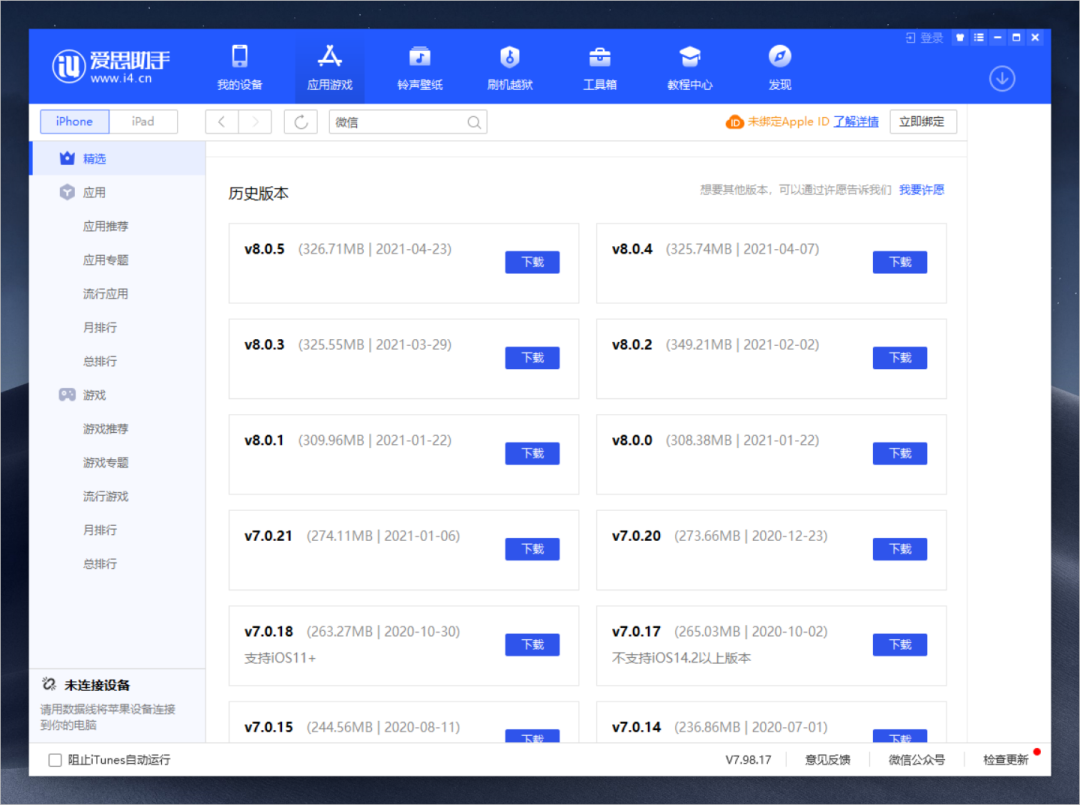 登录
iU 爱思助手
www.i4.cn
我的设备 应用游戏 铃声壁纸 刷机越狱 工具箱 教程中心 发现
iPhone iPad 微信 ID 未绑定Apple ID 了解详情 立即绑定
精选
应用
应用推荐
应用专题
流行应用
月排行
总排行
游戏
游戏推荐
游戏专题
流行游戏
月排行
总排行
未连接设备
请用数据线将苹果设备连接
到你的电脑
历史版本 想要其他版本，可以通过许愿告诉我们 我要许愿
v8.0.5 (326.71MB | 2021-04-23) 下载
v8.0.4 (325.74MB | 2021-04-07) 下载
v8.0.3 (325.55MB | 2021-03-29) 下载
v8.0.2 (349.21MB | 2021-02-02) 下载
v8.0.1 (309.96MB | 2021-01-22) 下载
v8.0.0 (308.38MB | 2021-01-22) 下载
v7.0.21 (274.11MB | 2021-01-06) 下载
v7.0.20 (273.66MB | 2020-12-23) 下载
v7.0.18 (263.27MB | 2020-10-30) 下载
支持iOS11+
v7.0.17 (265.03MB | 2020-10-02) 下载
不支持iOS14.2以上版本
v7.0.15 (244.56MB | 2020-08-11) 下载
v7.0.14 (236.86MB | 2020-07-01) 下载
阻止iTunes自动运行 V7.98.17 意见反馈 微信公众号 检查更新